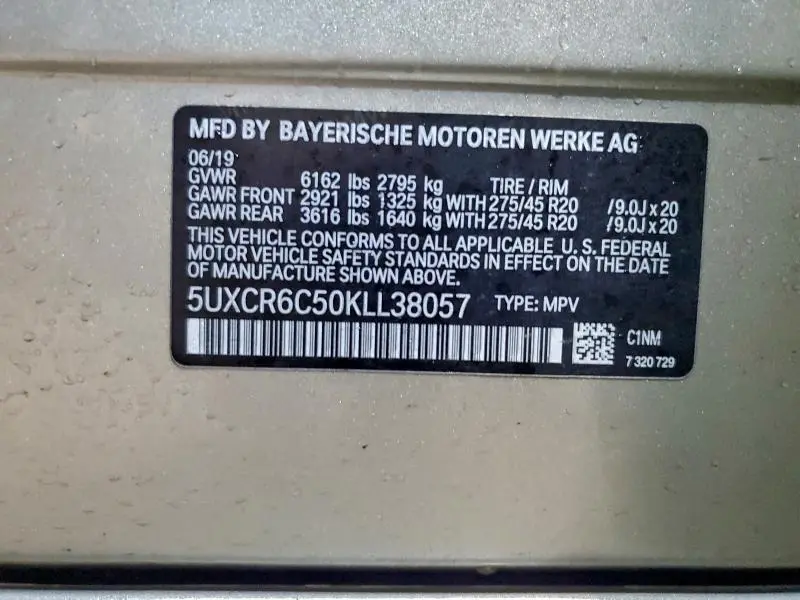 MFD BY BAYERISCHE MOTOREN WERKE AG
06/19
GVWR 6162 lbs 2795 kg TIRE / RIM
GAWR FRONT 2921 lbs 1325 kg WITH 275/45 R20 /9.0J x 20
GAWR REAR 3616 lbs 1640 kg WITH 275/45 R20 /9.0J x 20
THIS VEHICLE CONFORMS TO ALL APPLICABLE U. S. FEDERAL
MOTOR VEHICLE SAFETY STANDARDS IN EFFECT ON THE DATE
OF MANUFACTURE SHOWN ABOVE.
5UXCR6C50KLL38057 TYPE: MPV
C1NM
7 320 729